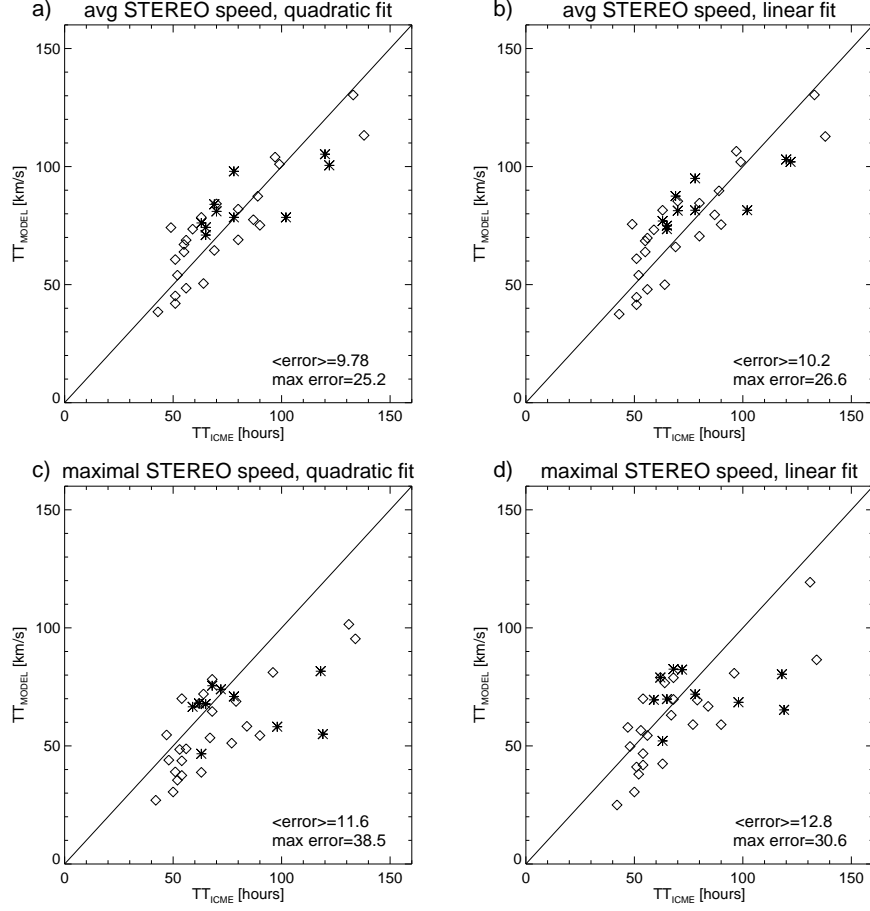 a) avg STEREO speed, quadratic fit
150
100
50
0
TT_MODEL [km/s]
<error>=9.78
max error=25.2
0 50 100 150
TT_ICME [hours]
b) avg STEREO speed, linear fit
150
100
50
0
TT_MODEL [km/s]
<error>=10.2
max error=26.6
0 50 100 150
TT_ICME [hours]
c) maximal STEREO speed, quadratic fit
150
100
50
0
TT_MODEL [km/s]
<error>=11.6
max error=38.5
0 50 100 150
TT_ICME [hours]
d) maximal STEREO speed, linear fit
150
100
50
0
TT_MODEL [km/s]
<error>=12.8
max error=30.6
0 50 100 150
TT_ICME [hours]